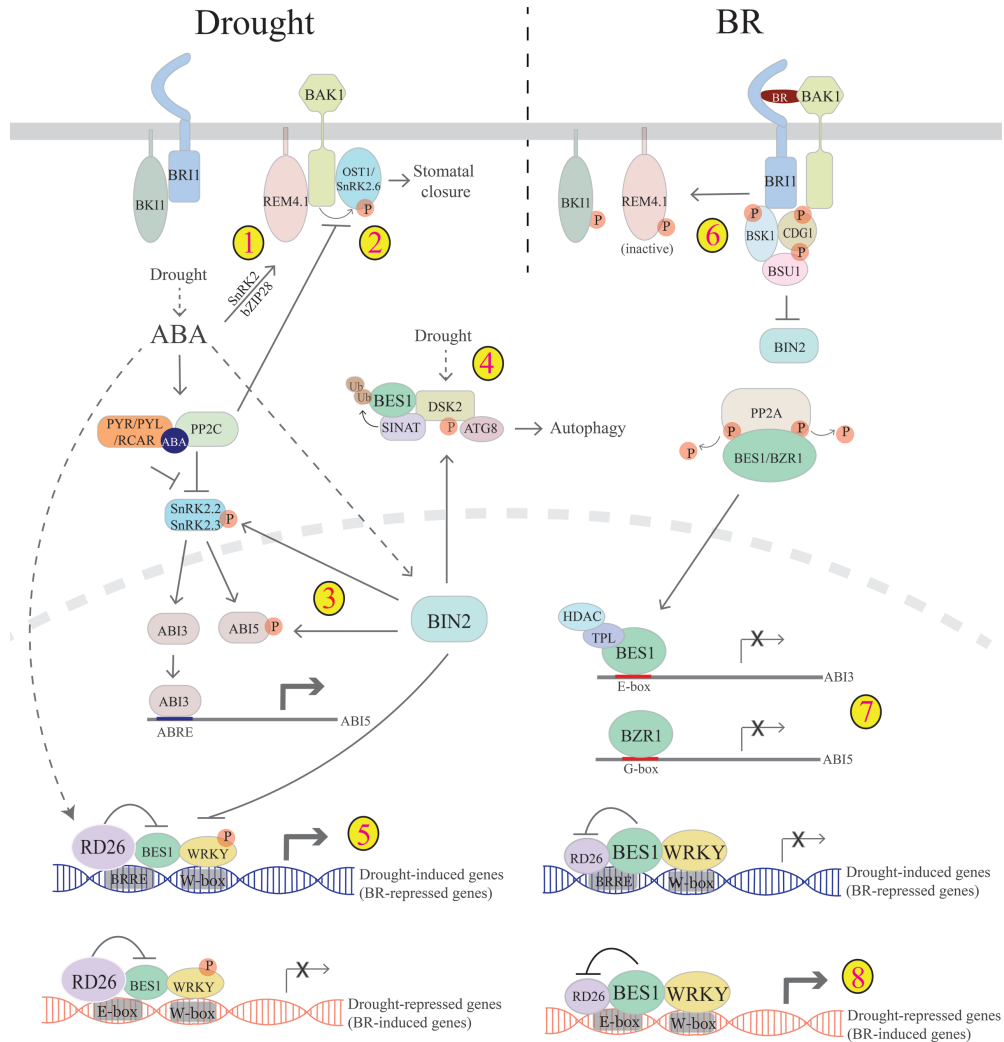 Drought
BR
BAK1
BRI1
BKI1
REM4.1
OST1/
SnRK2.6
P
Stomatal
closure
1
2
Drought
ABA
SnRK2
bZIP28
PYR/PYL
/RCAR
ABA
PP2C
SnRK2.2
SnRK2.3
P
3
ABI3
ABI5
P
BIN2
ABI3
ABRE
ABI5
Drought
4
Ub
Ub
BES1
DSK2
SINAT
P
ATG8
Autophagy
RD26
BES1
WRKY
P
BRRE
W-box
5
Drought-induced genes
(BR-repressed genes)
RD26
BES1
WRKY
P
E-box
W-box
X
Drought-repressed genes
(BR-induced genes)
BR
BAK1
BRI1
BKI1
P
REM4.1
P
(inactive)
6
P
BSK1
P
CDG1
P
BSU1
BIN2
PP2A
P
P
P
P
BES1/BZR1
HDAC
TPL
BES1
E-box
X
ABI3
7
BZR1
G-box
X
ABI5
RD26
BES1
WRKY
BRRE
W-box
X
Drought-induced genes
(BR-repressed genes)
RD26
BES1
WRKY
E-box
W-box
8
Drought-repressed genes
(BR-induced genes)